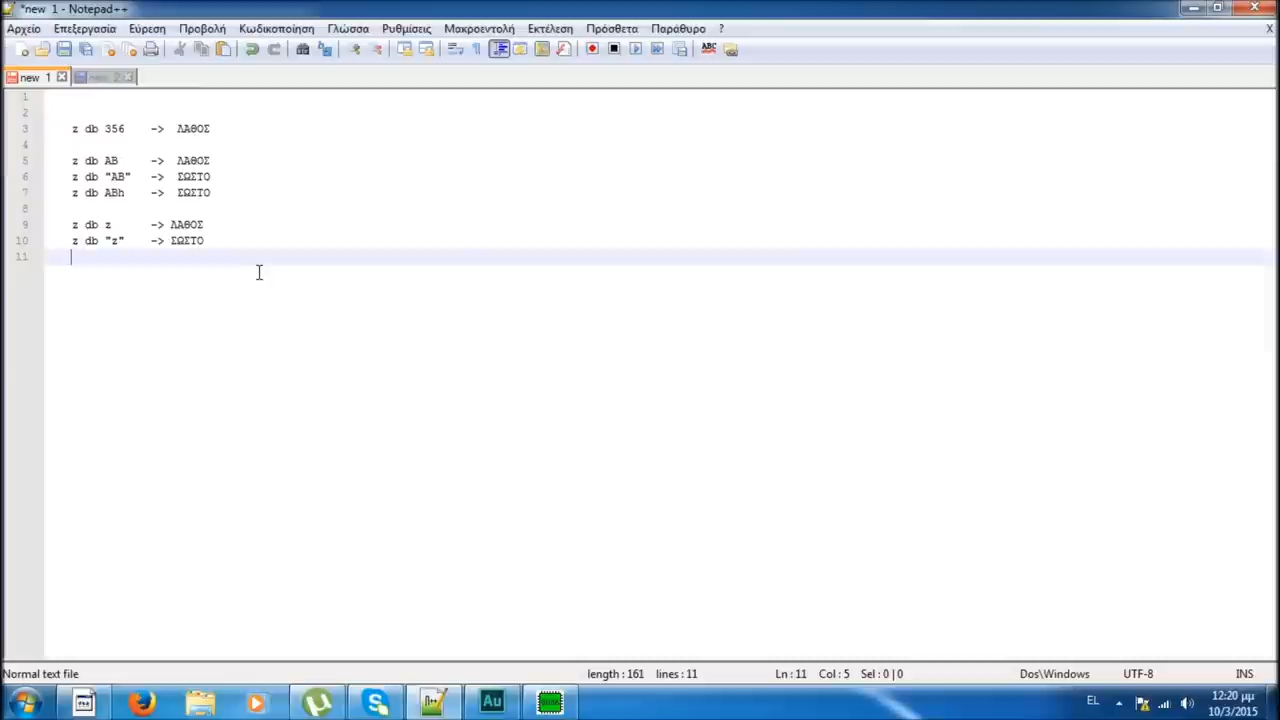 *new 1 - Notepad++
Αρχείο Επεξεργασία Εύρεση Προβολή Κωδικοποίηση Γλώσσα Ρυθμίσεις Μακροεντολή Εκτέλεση Πρόσθετα Παράθυρο ? X
new 1 new 2
1
2
3 z db 356 -> ΛΑΘΟΣ
4
5 z db AB -> ΛΑΘΟΣ
6 z db "AB" -> ΣΩΣΤΟ
7 z db ABh -> ΣΩΣΤΟ
8
9 z db z -> ΛΑΘΟΣ
10 z db "z" -> ΣΩΣΤΟ
11
Normal text file length : 161 lines : 11 Ln : 11 Col : 5 Sel : 0 | 0 Dos\Windows UTF-8 INS
Au EL 12:20 μμ
10/3/2015